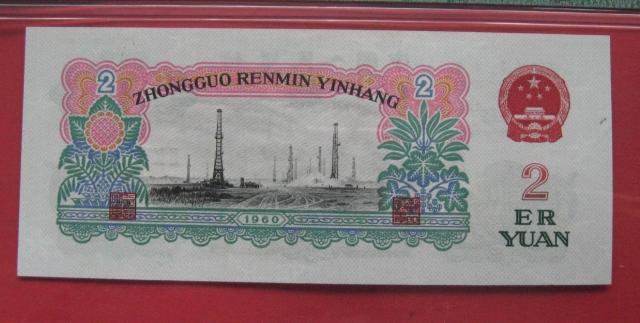 2
ZHONGGUO RENMIN YINHANG
2
1960
2
ER
YUAN